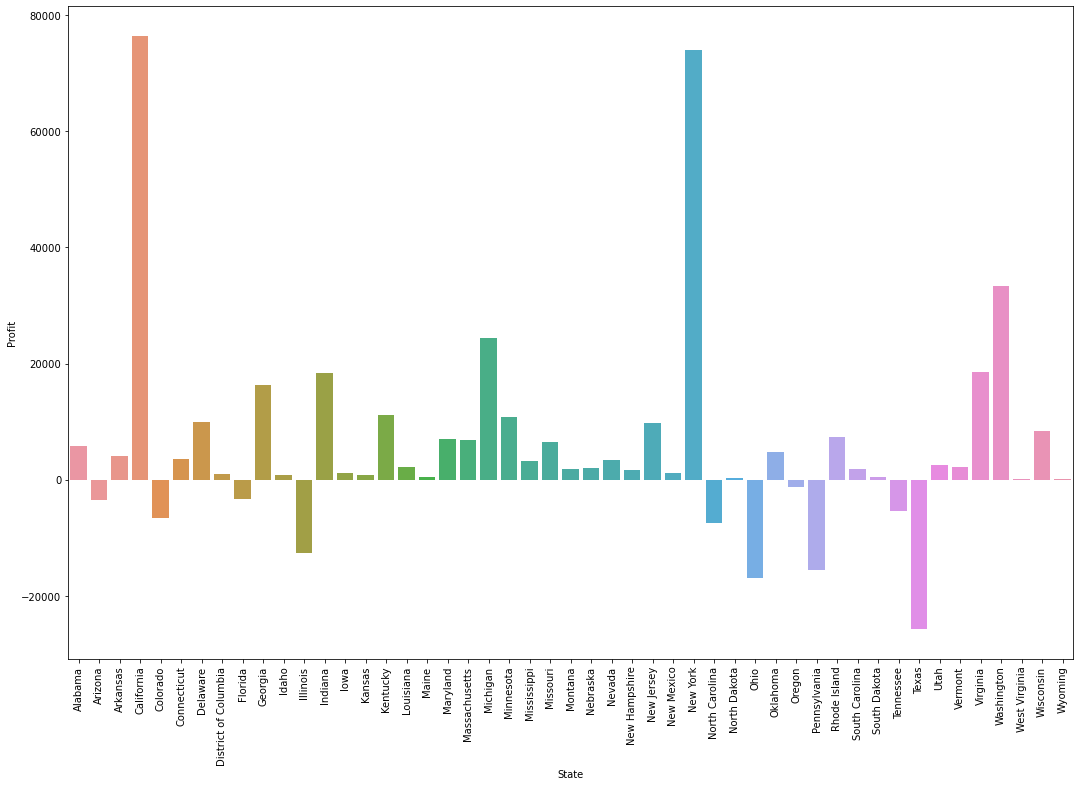 80000
60000
40000
20000
0
−20000
Profit
Alabama
Arizona
Arkansas
California
Colorado
Connecticut
Delaware
District of Columbia
Florida
Georgia
Idaho
Illinois
Indiana
Iowa
Kansas
Kentucky
Louisiana
Maine
Maryland
Massachusetts
Michigan
Minnesota
Mississippi
Missouri
Montana
Nebraska
Nevada
New Hampshire
New Jersey
New Mexico
New York
North Carolina
North Dakota
Ohio
Oklahoma
Oregon
Pennsylvania
Rhode Island
South Carolina
South Dakota
Tennessee
Texas
Utah
Vermont
Virginia
Washington
West Virginia
Wisconsin
Wyoming
State